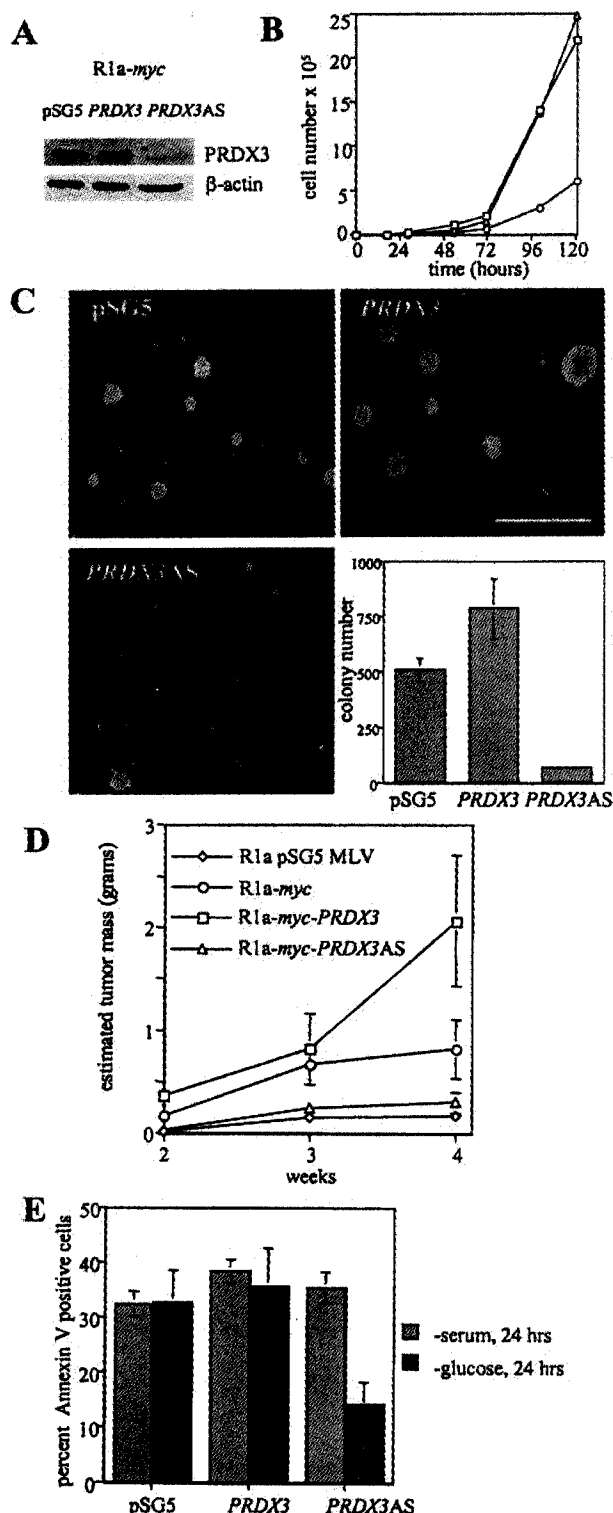 A
R1a-myc
pSG5 PRDX3 PRDX3AS
PRDX3
β-actin
B
cell number x 10⁵
25
20
15
10
5
0
0 24 48 72 96 120
time (hours)
C
pSG5
PRDX3
PRDX3AS
colony number
1000
750
500
250
0
pSG5 PRDX3 PRDX3AS
D
estimated tumor mass (grams)
3
2
1
0
R1a pSG5 MLV
R1a-myc
R1a-myc-PRDX3
R1a-myc-PRDX3AS
2 3 4
weeks
E
percent Annexin V positive cells
50
40
30
20
10
0
-serum, 24 hrs
-glucose, 24 hrs
pSG5 PRDX3 PRDX3AS